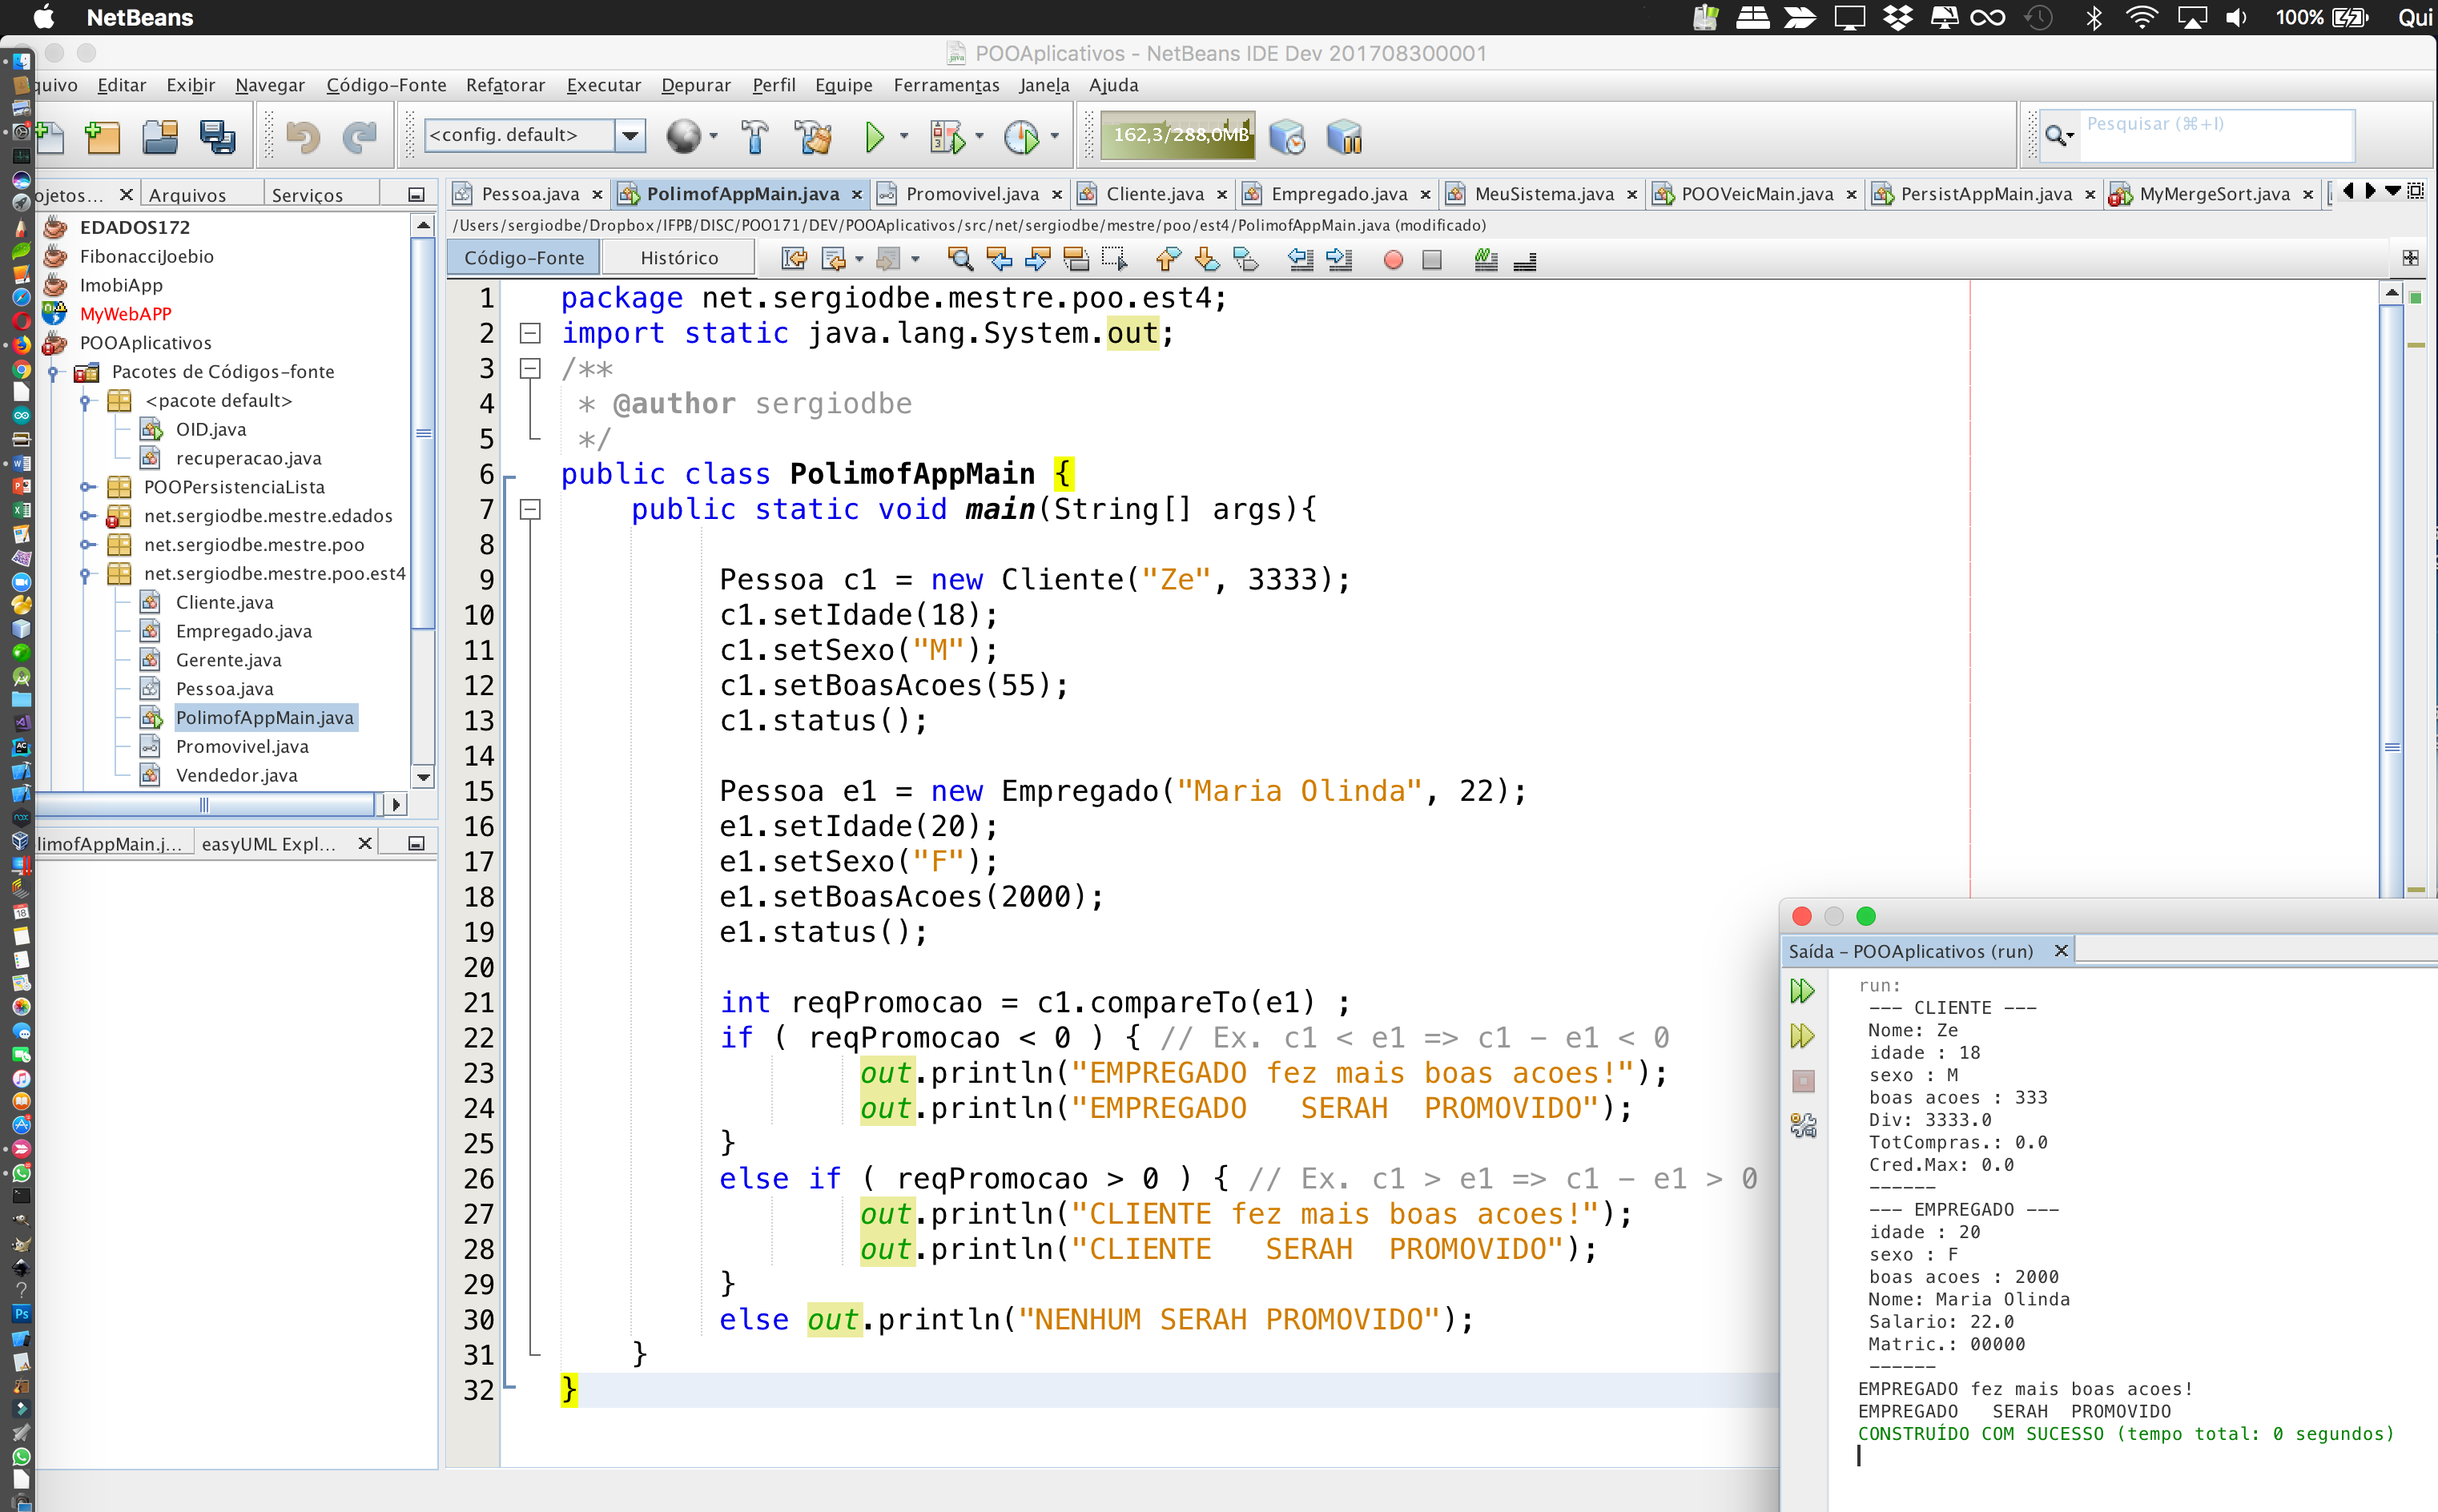 NetBeans 100% Qui
POOAplicativos - NetBeans IDE Dev 201708300001
quivo Editar Exibir Navegar Código-Fonte Refatorar Executar Depurar Perfil Equipe Ferramentas Janela Ajuda
<config. default> 162,3/288,0MB Pesquisar (⌘+I)
ojetos... Arquivos Serviços
EDADOS172
FibonacciJoebio
ImobiApp
MyWebAPP
POOAplicativos
Pacotes de Códigos-fonte
<pacote default>
OID.java
recuperacao.java
POOPersistenciaLista
net.sergiodbe.mestre.edados
net.sergiodbe.mestre.poo
net.sergiodbe.mestre.poo.est4
Cliente.java
Empregado.java
Gerente.java
Pessoa.java
PolimofAppMain.java
Promovivel.java
Vendedor.java
limofAppMain.j... easyUML Expl...
Pessoa.java PolimofAppMain.java Promovivel.java Cliente.java Empregado.java MeuSistema.java POOVeicMain.java PersistAppMain.java MyMergeSort.java
/Users/sergiodbe/Dropbox/IFPB/DISC/POO171/DEV/POOAplicativos/src/net/sergiodbe/mestre/poo/est4/PolimofAppMain.java (modificado)
Código-Fonte Histórico
1 package net.sergiodbe.mestre.poo.est4;
2 import static java.lang.System.out;
3 /**
4 * @author sergiodbe
5 */
6 public class PolimofAppMain {
7 public static void main(String[] args){
8
9 Pessoa c1 = new Cliente("Ze", 3333);
10 c1.setIdade(18);
11 c1.setSexo("M");
12 c1.setBoasAcoes(55);
13 c1.status();
14
15 Pessoa e1 = new Empregado("Maria Olinda", 22);
16 e1.setIdade(20);
17 e1.setSexo("F");
18 e1.setBoasAcoes(2000);
19 e1.status();
20
21 int reqPromocao = c1.compareTo(e1) ;
22 if ( reqPromocao < 0 ) { // Ex. c1 < e1 => c1 - e1 < 0
23 out.println("EMPREGADO fez mais boas acoes!");
24 out.println("EMPREGADO   SERAH  PROMOVIDO");
25 }
26 else if ( reqPromocao > 0 ) { // Ex. c1 > e1 => c1 - e1 > 0
27 out.println("CLIENTE fez mais boas acoes!");
28 out.println("CLIENTE   SERAH  PROMOVIDO");
29 }
30 else out.println("NENHUM SERAH PROMOVIDO");
31 }
32 }
Saída - POOAplicativos (run)
run:
--- CLIENTE ---
Nome: Ze
idade : 18
sexo : M
boas acoes : 333
Div: 3333.0
TotCompras.: 0.0
Cred.Max: 0.0
------
--- EMPREGADO ---
idade : 20
sexo : F
boas acoes : 2000
Nome: Maria Olinda
Salario: 22.0
Matric.: 00000
------
EMPREGADO fez mais boas acoes!
EMPREGADO   SERAH  PROMOVIDO
CONSTRUÍDO COM SUCESSO (tempo total: 0 segundos)